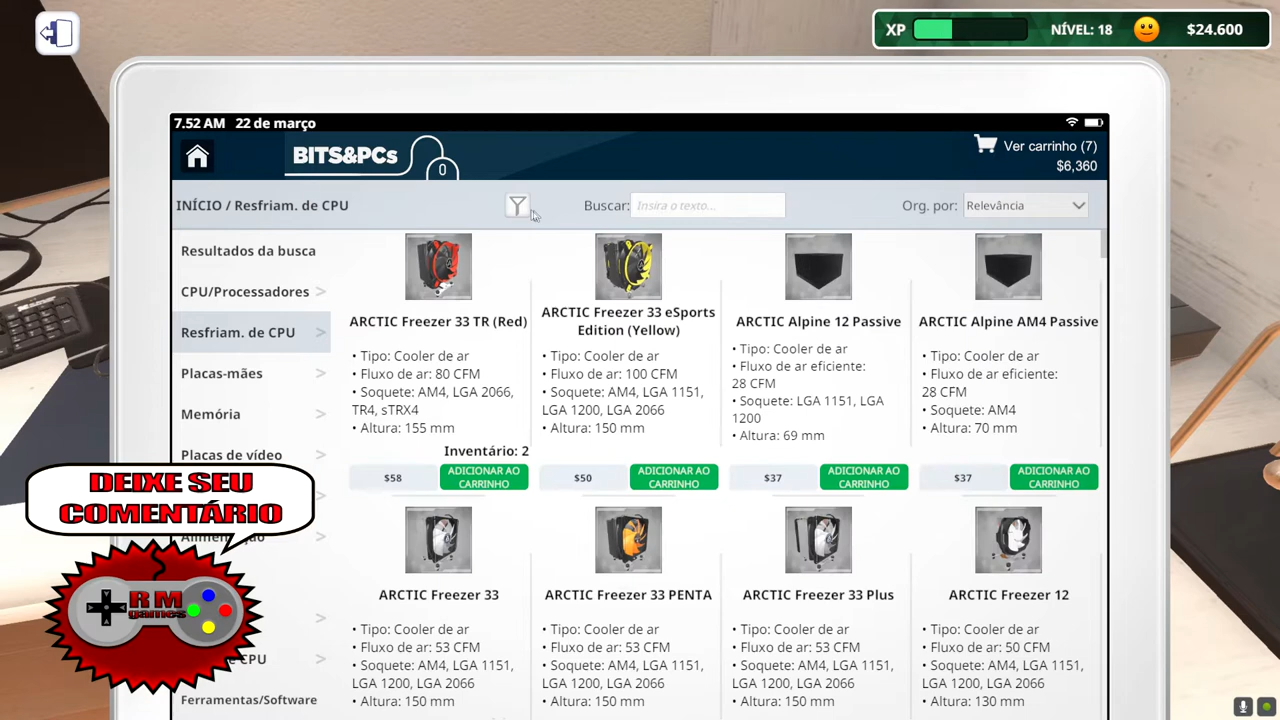 XP
NÍVEL: 18
$24.600
7.52 AM 22 de março
BITS&PCs
0
Ver carrinho (7)
$6,360
INÍCIO / Resfriam. de CPU
Buscar:
Insira o texto...
Org. por:
Relevância
Resultados da busca
CPU/Processadores >
Resfriam. de CPU >
Placas-mães >
Memória >
Placas de vídeo >
>
>
>
CPU >
Ferramentas/Software
ARCTIC Freezer 33 TR (Red)
• Tipo: Cooler de ar
• Fluxo de ar: 80 CFM
• Soquete: AM4, LGA 2066,
TR4, sTRX4
• Altura: 155 mm
Inventário: 2
$58
ADICIONAR AO
CARRINHO
ARCTIC Freezer 33 eSports
Edition (Yellow)
• Tipo: Cooler de ar
• Fluxo de ar: 100 CFM
• Soquete: AM4, LGA 1151,
LGA 1200, LGA 2066
• Altura: 150 mm
$50
ADICIONAR AO
CARRINHO
ARCTIC Alpine 12 Passive
• Tipo: Cooler de ar
• Fluxo de ar eficiente:
28 CFM
• Soquete: LGA 1151, LGA
1200
• Altura: 69 mm
$37
ADICIONAR AO
CARRINHO
ARCTIC Alpine AM4 Passive
• Tipo: Cooler de ar
• Fluxo de ar eficiente:
28 CFM
• Soquete: AM4
• Altura: 70 mm
$37
ADICIONAR AO
CARRINHO
ARCTIC Freezer 33
• Tipo: Cooler de ar
• Fluxo de ar: 53 CFM
• Soquete: AM4, LGA 1151,
LGA 1200, LGA 2066
• Altura: 150 mm
ARCTIC Freezer 33 PENTA
• Tipo: Cooler de ar
• Fluxo de ar: 53 CFM
• Soquete: AM4, LGA 1151,
LGA 1200, LGA 2066
• Altura: 150 mm
ARCTIC Freezer 33 Plus
• Tipo: Cooler de ar
• Fluxo de ar: 53 CFM
• Soquete: AM4, LGA 1151,
LGA 1200, LGA 2066
• Altura: 150 mm
ARCTIC Freezer 12
• Tipo: Cooler de ar
• Fluxo de ar: 50 CFM
• Soquete: AM4, LGA 1151,
LGA 1200, LGA 2066
• Altura: 130 mm
DEIXE SEU
COMENTÁRIO
RM
games